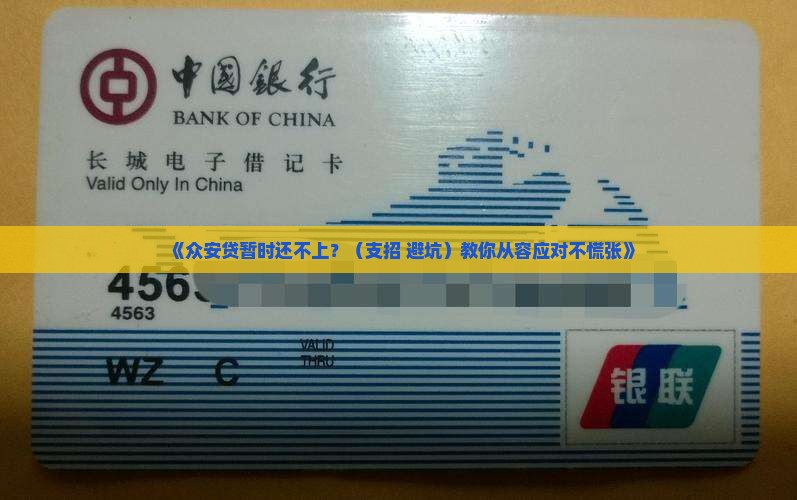 中国銀行
BANK OF CHINA
长城电子借记卡
Valid Only In China
《众安贷暂时还不上？（支招 避坑）教你从容应对不慌张》
456
4563
VALID
THRU
WZ C
银联